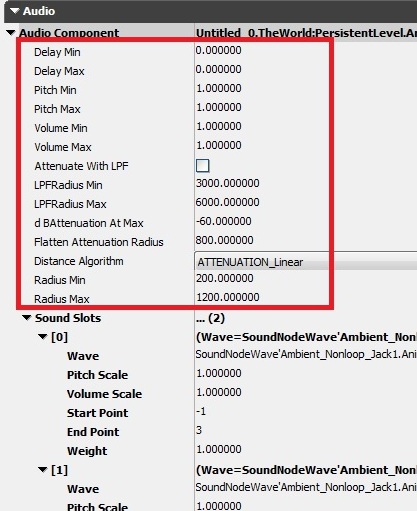 Audio
Audio Component Untitled_0.TheWorld:PersistentLevel.An
Delay Min 0.000000
Delay Max 0.000000
Pitch Min 1.000000
Pitch Max 1.000000
Volume Min 1.000000
Volume Max 1.000000
Attenuate With LPF
LPFRadius Min 3000.000000
LPFRadius Max 6000.000000
d BAttenuation At Max -60.000000
Flatten Attenuation Radius 800.000000
Distance Algorithm ATTENUATION_Linear
Radius Min 200.000000
Radius Max 1200.000000
Sound Slots ... (2)
[0] (Wave=SoundNodeWave'Ambient_Nonl
Wave SoundNodeWave'Ambient_Nonloop_Jack1.Ani
Pitch Scale 1.000000
Volume Scale 1.000000
Start Point -1
End Point 3
Weight 1.000000
[1] (Wave=SoundNodeWave'Ambient_Nonl
Wave SoundNodeWave'Ambient_Nonloop_Jack1.Ani
Pitch Scale 1.000000